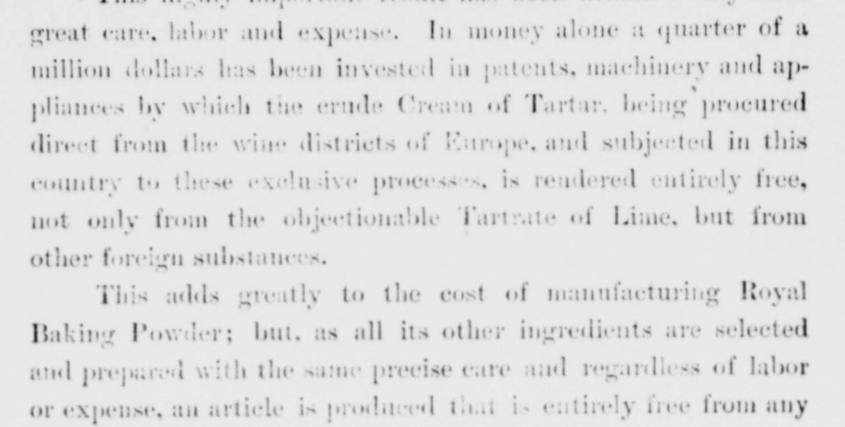 great care, labor and expense. In money alone a quarter of a
million dollars has been invested in patents, machinery and ap-
pliances by which the crude Cream of Tartar, being procured
direct from the wine districts of Europe, and subjected in this
country to these exclusive processes, is rendered entirely free,
not only from the objectionable Tartrate of Lime, but from
other foreign substances.
This adds greatly to the cost of manufacturing Royal
Baking Powder; but, as all its other ingredients are selected
and prepared with the same precise care and regardless of labor
or expense, an article is produced that is entirely free from any